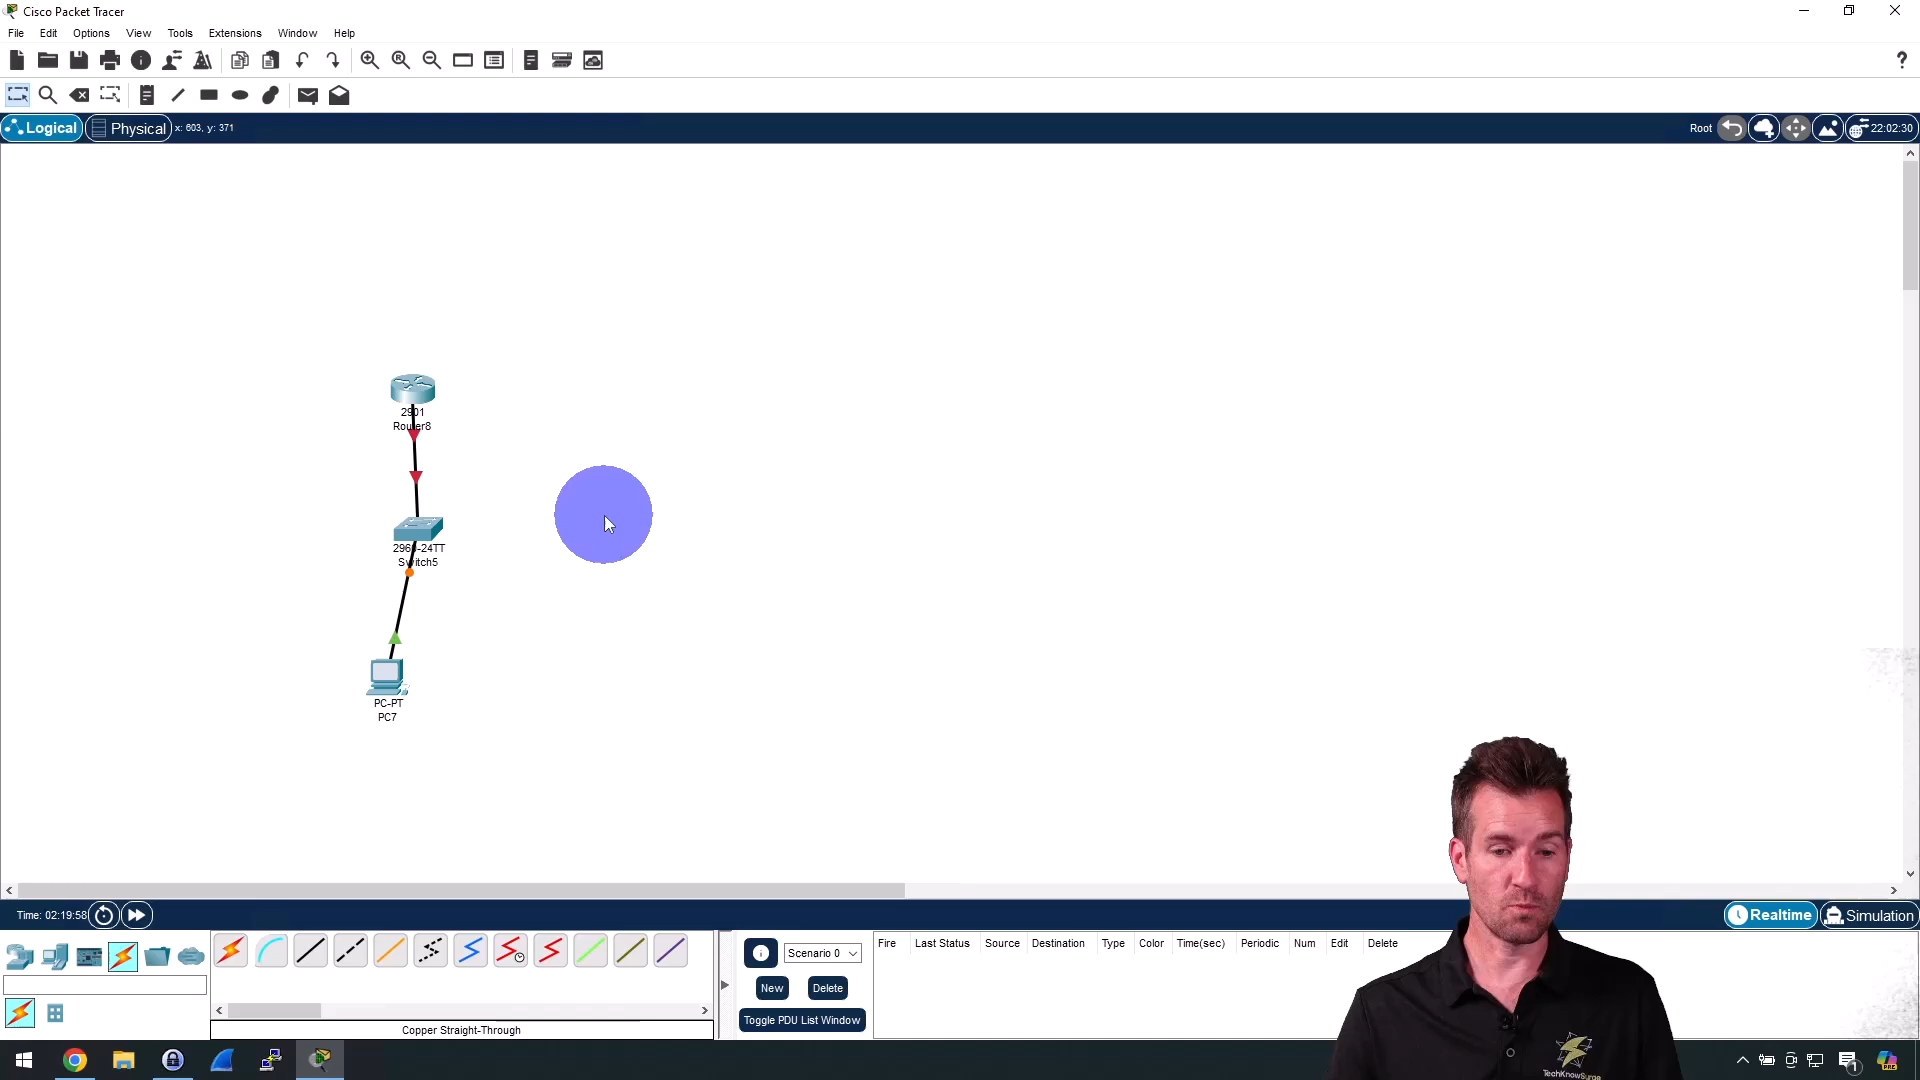 Cisco Packet Tracer
File Edit Options View Tools Extensions Window Help
?
Logical Physical x: 603, y: 371 Root 22:02:30
2901
Router8
2960-24TT
Switch5
PC-PT
PC7
Time: 02:19:58 Realtime Simulation
Scenario 0
New Delete
Toggle PDU List Window
Fire Last Status Source Destination Type Color Time(sec) Periodic Num Edit Delete
Copper Straight-Through
TechKnowSurge
1
PRE